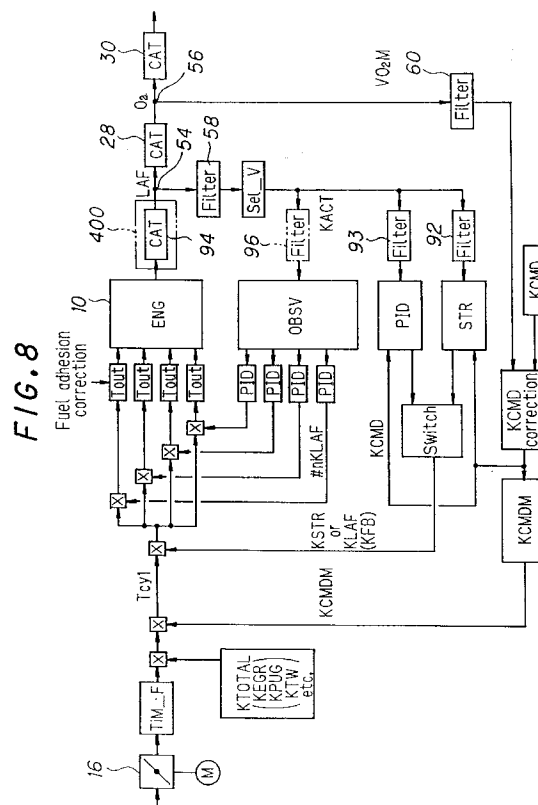 FIG.8
Fuel adhesion
correction
16
M
TiM_·F
X
KTOTAL
(KEGR
KPUG
KTW)
etc.
X
Tcyl
KCMDM
X
KSTR
or
KLAF
(KFB)
X
X
X
X
#nKLAF
Tout
Tout
Tout
Tout
PID
PID
PID
PID
10
ENG
OBSV
400
CAT
94
LAF
54
28
CAT
O2
56
30
CAT
58
Filter
Sel_V
96
Filter
KACT
93
Filter
92
Filter
PID
STR
KCMD
Switch
VO2M
60
Filter
KCMD
correction
KCMD
KCMDM